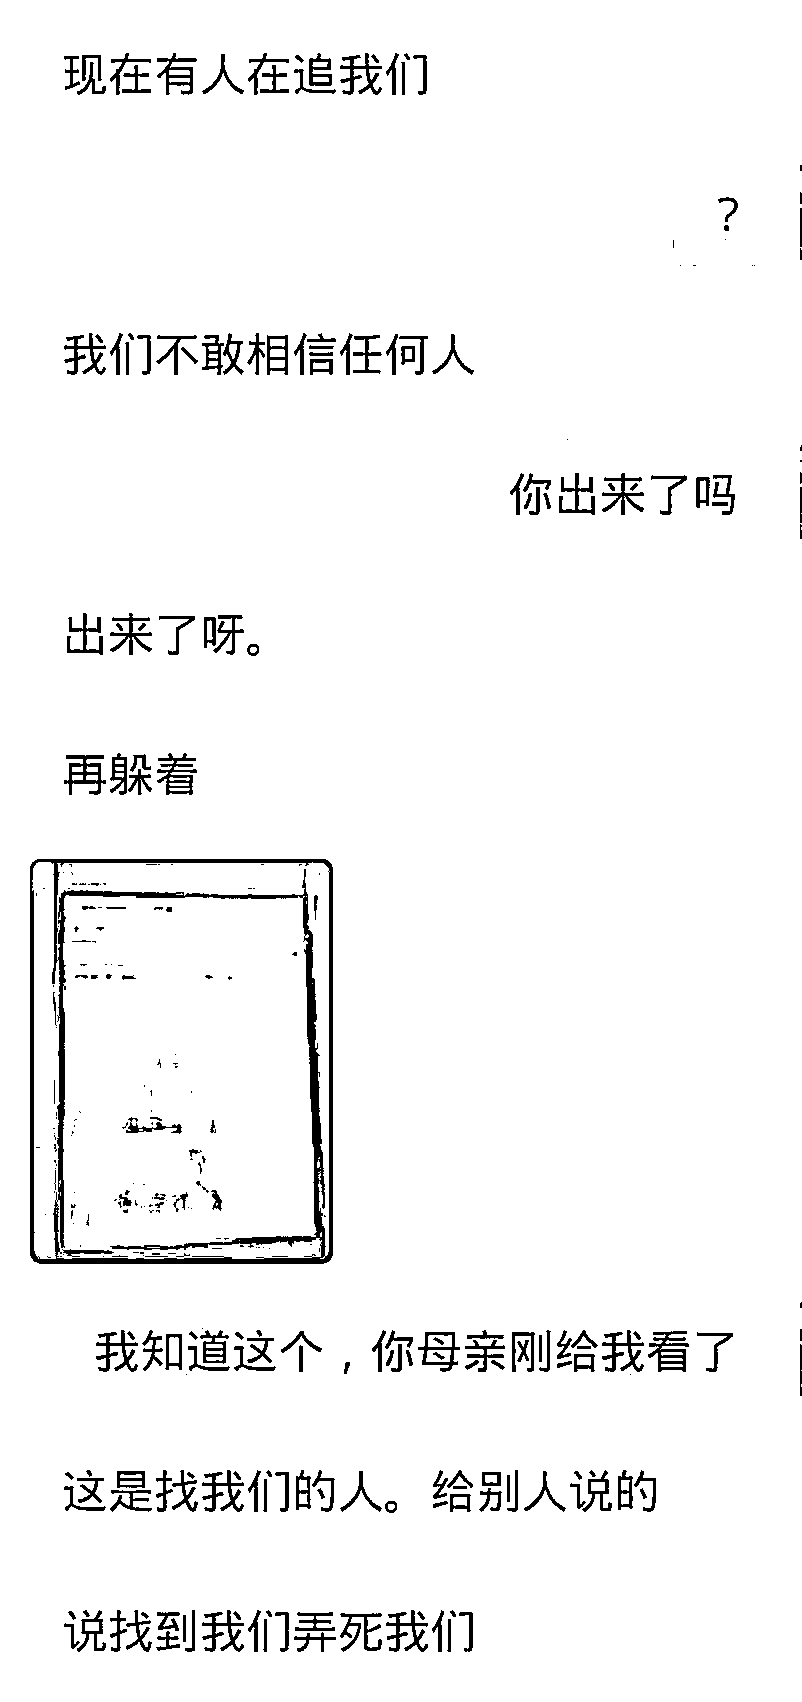 现在有人在追我们
?
我们不敢相信任何人
你出来了吗
出来了呀。
再躲着
我知道这个，你母亲刚给我看了
这是找我们的人。给别人说的
说找到我们弄死我们